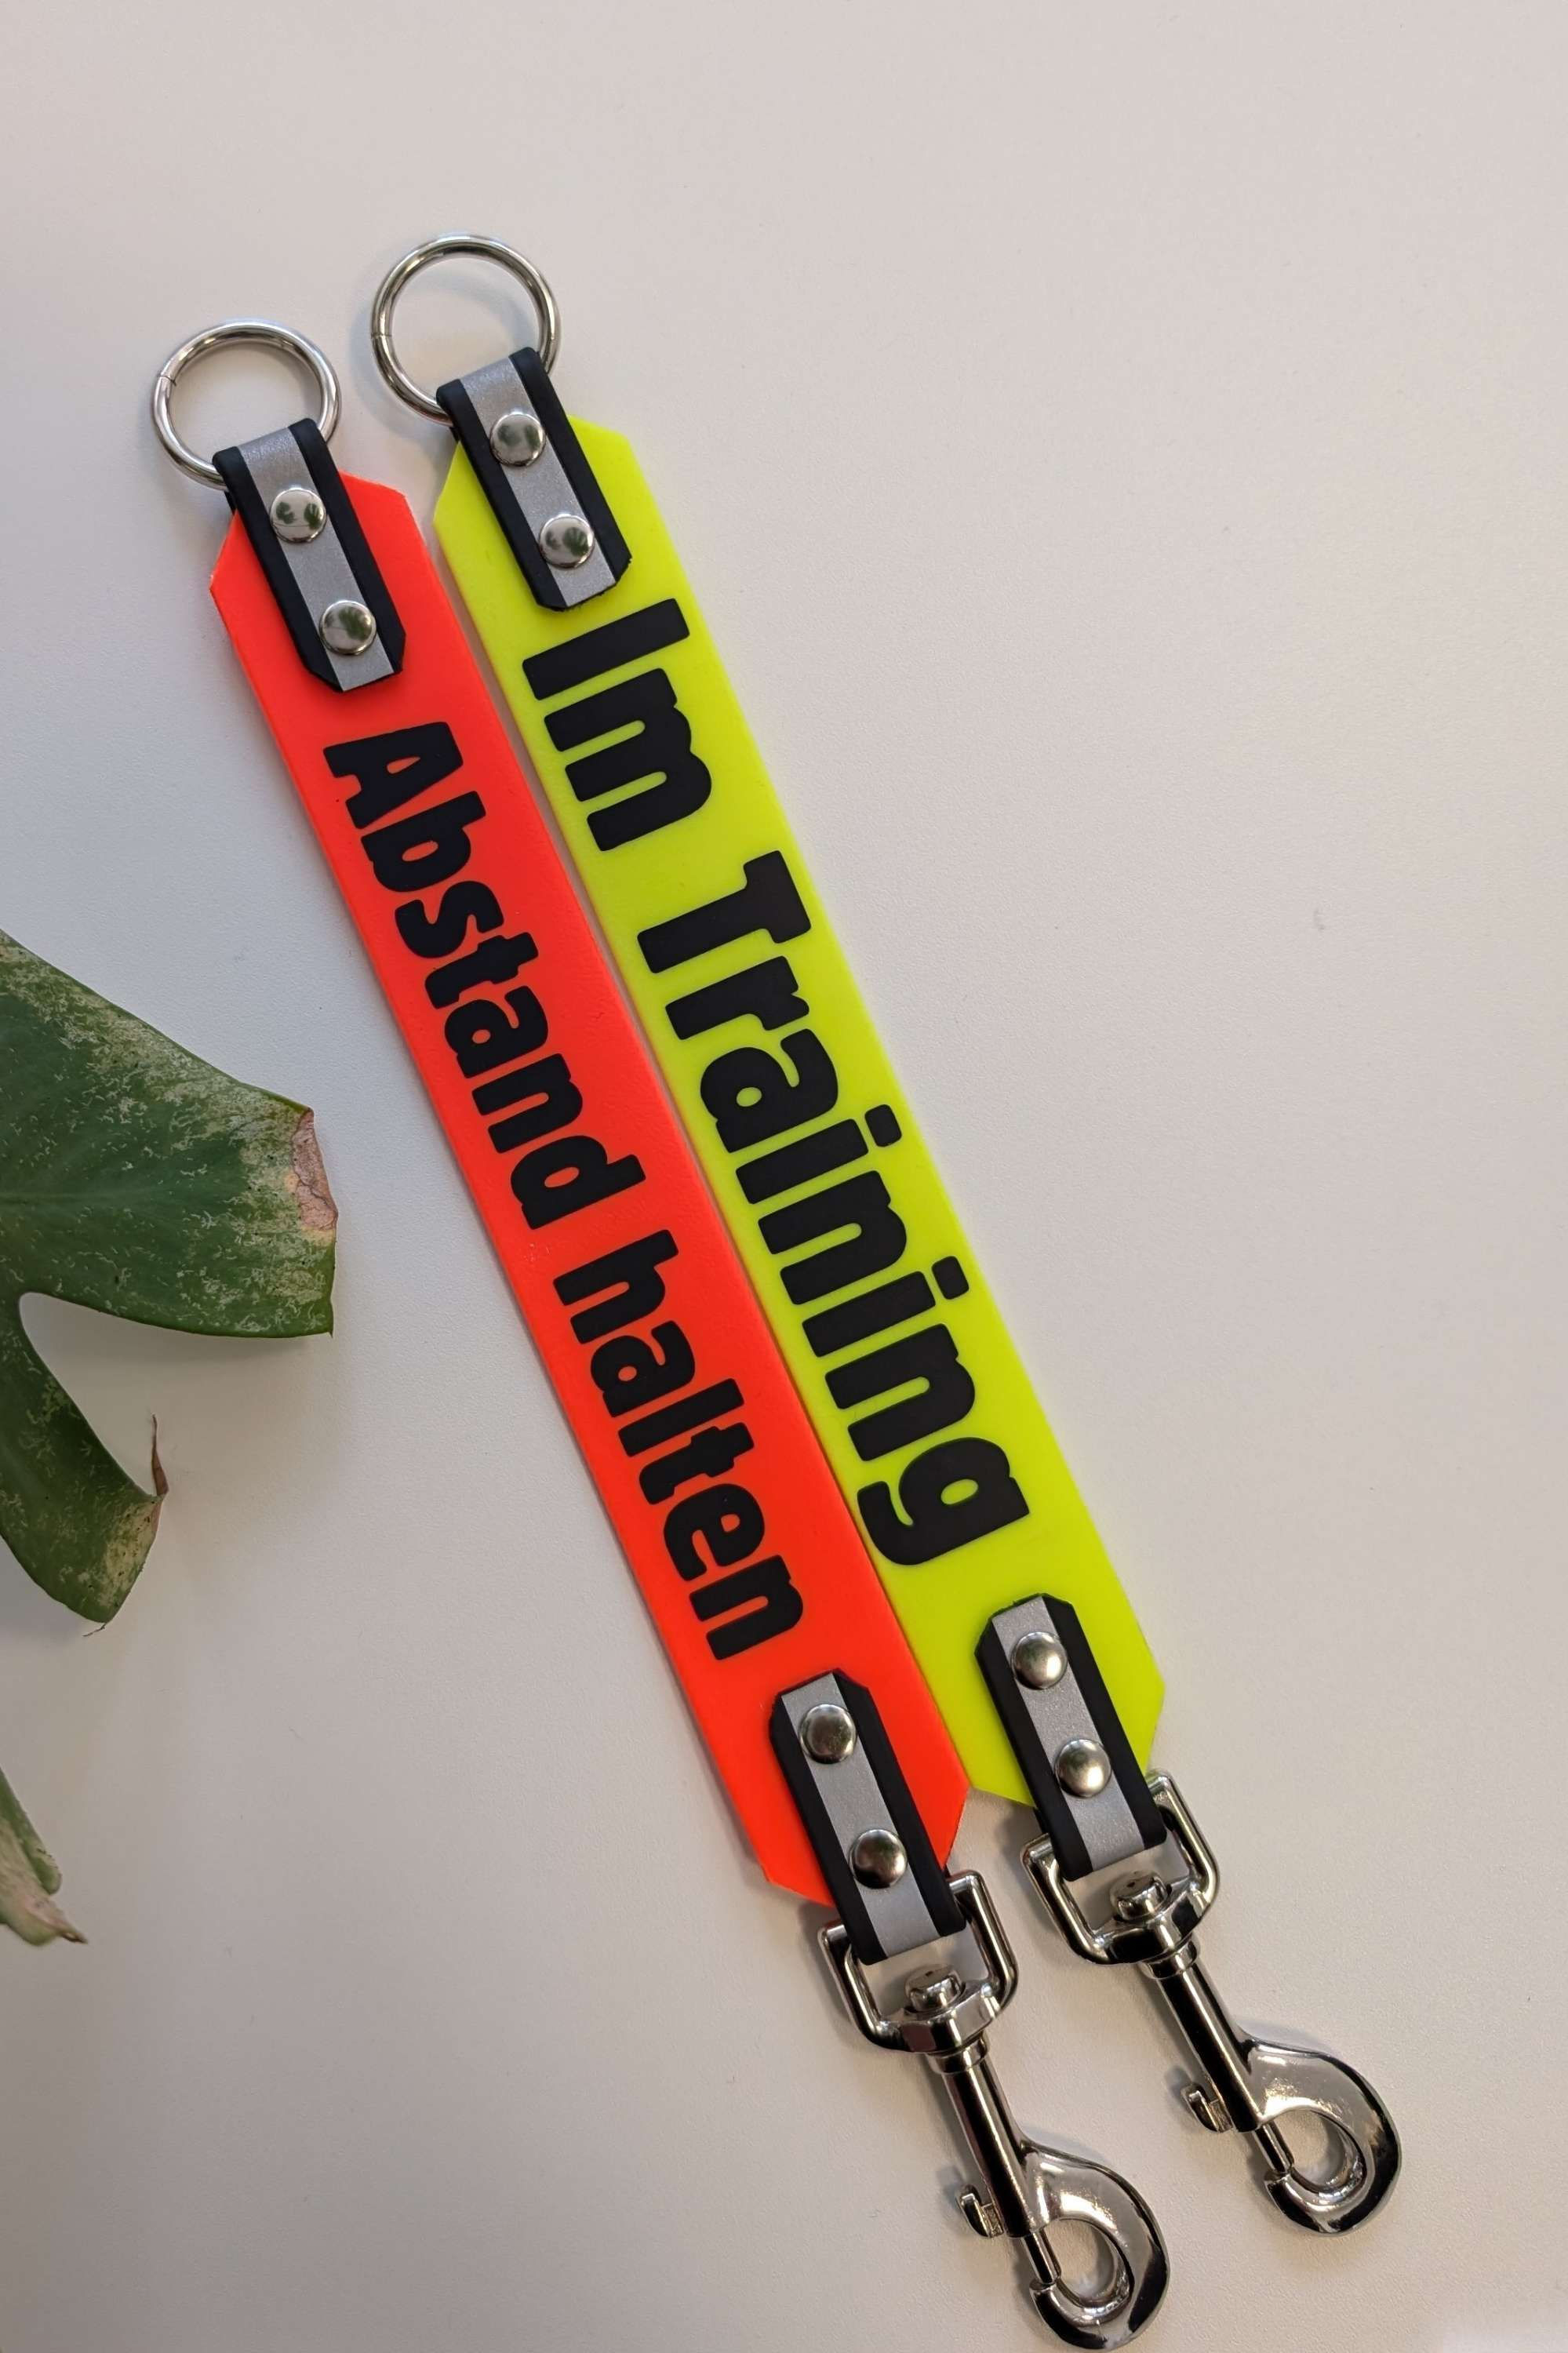 Abstand halten
Im Training